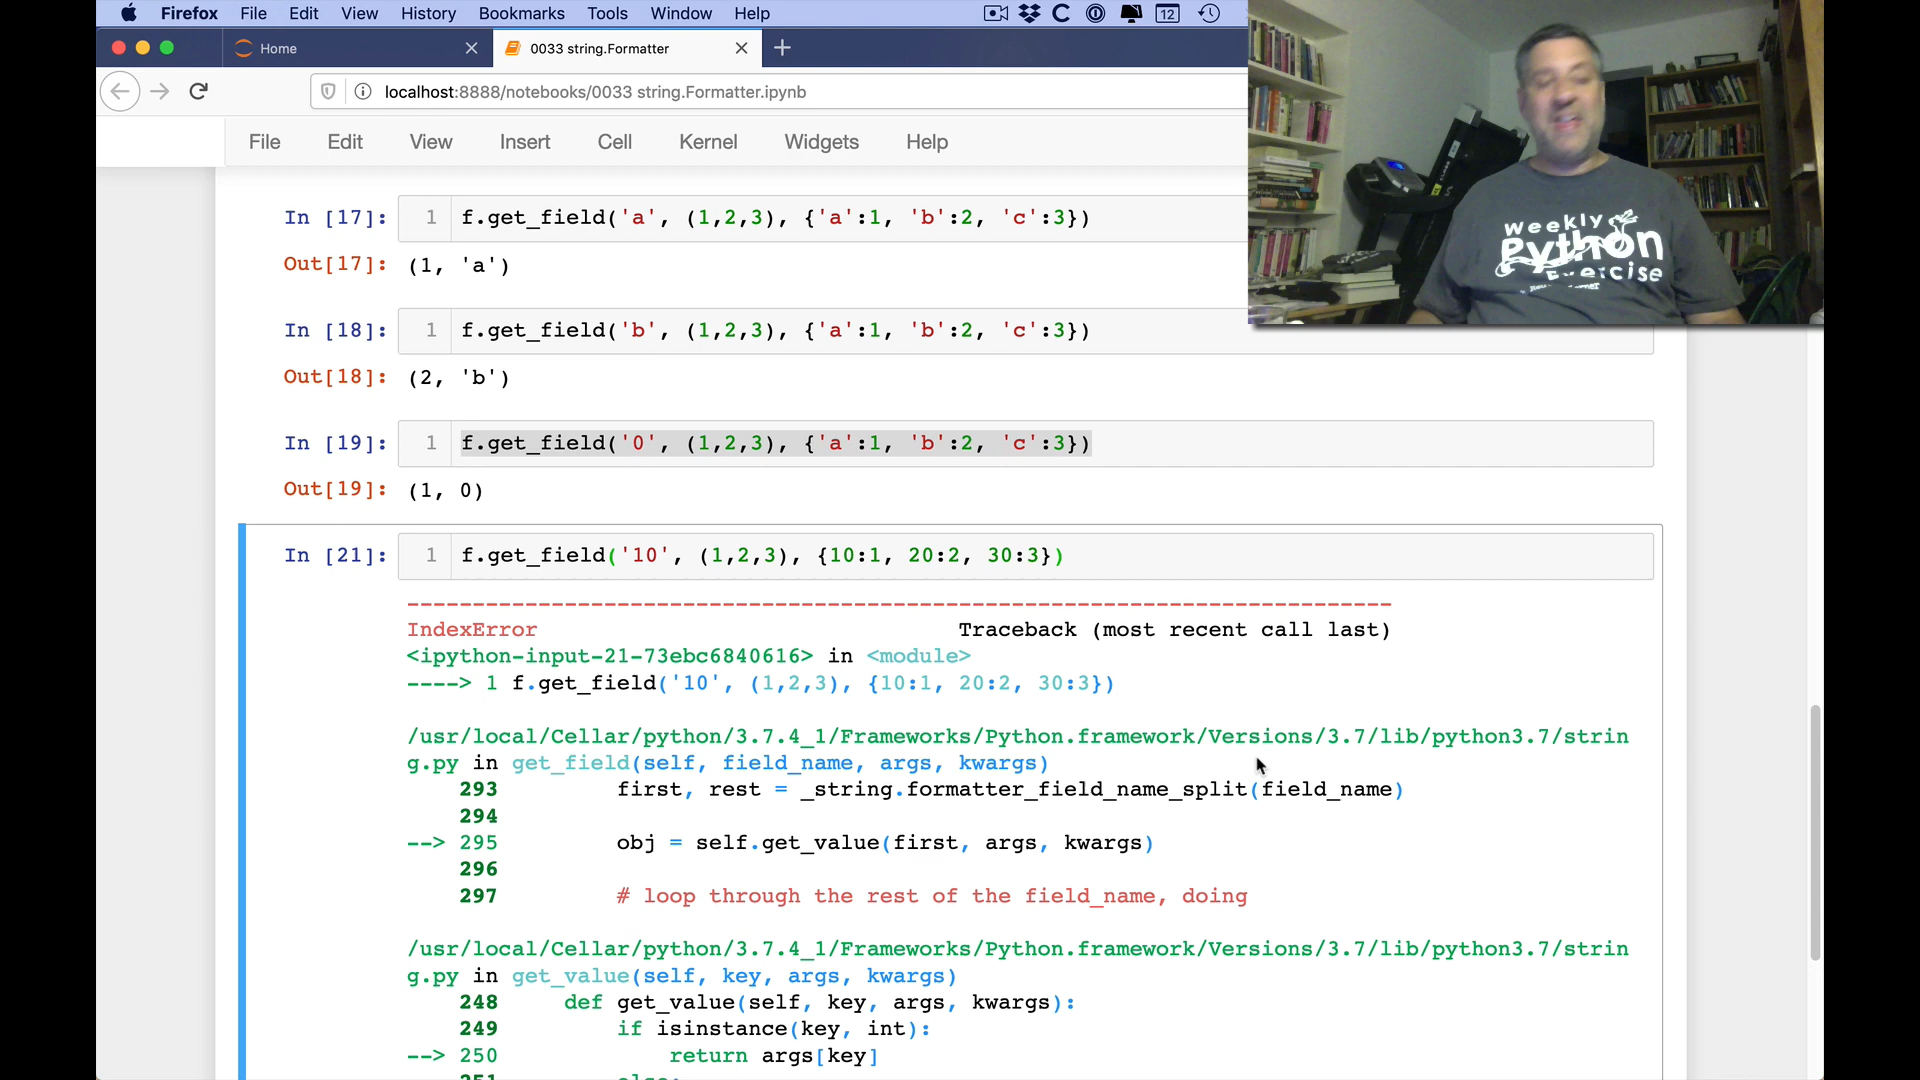 Firefox File Edit View History Bookmarks Tools Window Help
12
Home
0033 string.Formatter
localhost:8888/notebooks/0033 string.Formatter.ipynb
File Edit View Insert Cell Kernel Widgets Help
In [17]: 1 f.get_field('a', (1,2,3), {'a':1, 'b':2, 'c':3})
Out[17]: (1, 'a')
In [18]: 1 f.get_field('b', (1,2,3), {'a':1, 'b':2, 'c':3})
Out[18]: (2, 'b')
In [19]: 1 f.get_field('0', (1,2,3), {'a':1, 'b':2, 'c':3})
Out[19]: (1, 0)
In [21]: 1 f.get_field('10', (1,2,3), {10:1, 20:2, 30:3})
---------------------------------------------------------------------------
IndexError Traceback (most recent call last)
<ipython-input-21-73ebc6840616> in <module>
----> 1 f.get_field('10', (1,2,3), {10:1, 20:2, 30:3})
/usr/local/Cellar/python/3.7.4_1/Frameworks/Python.framework/Versions/3.7/lib/python3.7/strin
g.py in get_field(self, field_name, args, kwargs)
293 first, rest = _string.formatter_field_name_split(field_name)
294
--> 295 obj = self.get_value(first, args, kwargs)
296
297 # loop through the rest of the field_name, doing
/usr/local/Cellar/python/3.7.4_1/Frameworks/Python.framework/Versions/3.7/lib/python3.7/strin
g.py in get_value(self, key, args, kwargs)
248 def get_value(self, key, args, kwargs):
249 if isinstance(key, int):
--> 250 return args[key]
251 else:
Weekly
Python
Exercise